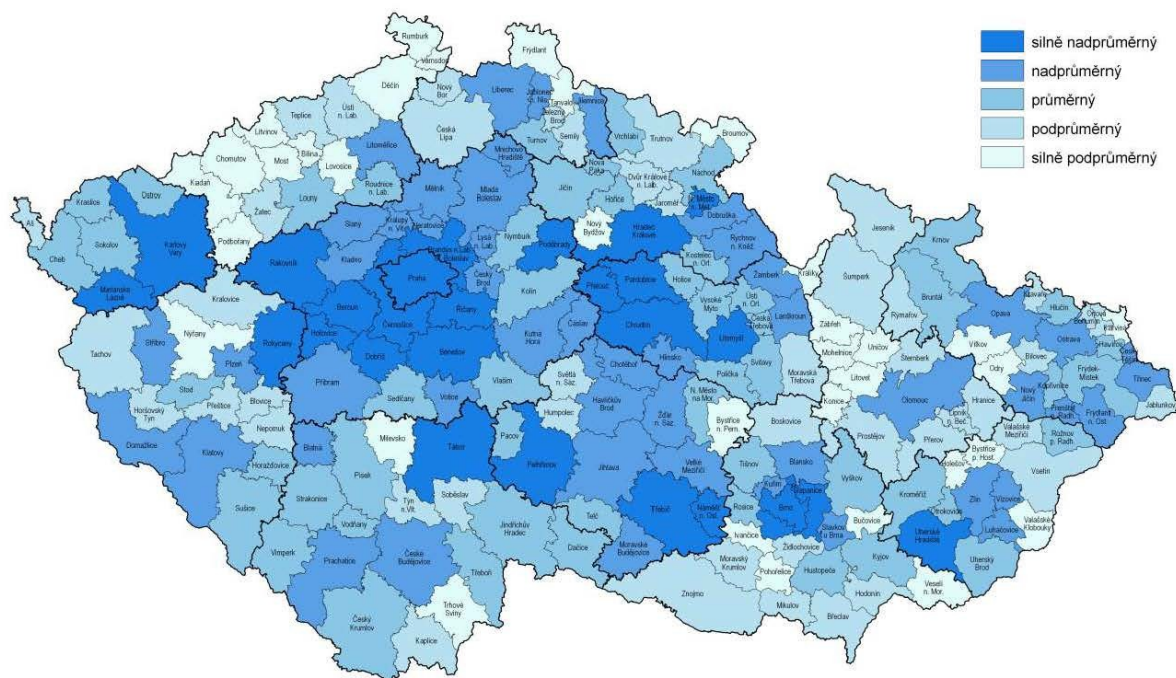 silně nadprůměrný
nadprůměrný
průměrný
podprůměrný
silně podprůměrný
Rumburk
Varnsdorf
Frýdlant
Děčín
Nový
Bor
Liberec
Jablonec
n. Nis.
Tanvald
Železný
Brod
Jilemnice
Semily
Turnov
Vrchlabí
Trutnov
Broumov
Ústí
n. Lab.
Teplice
Česká
Lípa
Litvínov
Bílina
Most
Chomutov
Kadaň
Litoměřice
Lovosice
Roudnice
n. Lab.
Louny
Žatec
Podbořany
Mnichovo
Hradiště
Mladá
Boleslav
Mělník
Nová
Paka
Jičín
Hořice
Dvůr Králové
n. Lab.
Jaroměř
Náchod
Dobruška
Kraslice
Ostrov
Aš
Sokolov
Cheb
Karlovy
Vary
Mariánské
Lázně
Slaný
Kralupy
n. Vlt.
Neratovice
Kladno
Rakovník
Praha
Brandýs n. Lab.
Boleslav
Lysá
n. Lab.
Nymburk
Poděbrady
Český
Brod
Kolín
Říčany
Beroun
Černošice
Hořovice
Dobříš
Benešov
Kutná
Hora
Čáslav
Příbram
Sedlčany
Votice
Vlašim
Nový
Bydžov
Hradec
Králové
Kostelec
n. Orl.
Rychnov
n. Kněž.
Přelouč
Pardubice
Holice
Chrudim
Vysoké
Mýto
Ústí
n. Orl.
Česká
Třebová
Žamberk
Králíky
Lanškroun
Litomyšl
Svitavy
Polička
Moravská
Třebová
Hlinsko
Kralovice
Nýřany
Rokycany
Plzeň
Stříbro
Tachov
Stod
Přeštice
Blovice
Nepomuk
Horšovský
Týn
Domažlice
Klatovy
Horažďovice
Sušice
Blatná
Písek
Milevsko
Tábor
Strakonice
Vodňany
Týn
n.Vlt.
Soběslav
Vimperk
Prachatice
České
Budějovice
Jindřichův
Hradec
Dačice
Třeboň
Český
Krumlov
Trhové
Sviny
Kaplice
Světlá
n. Sáz.
Chotěboř
Havlíčkův
Brod
Humpolec
Pacov
Pelhřimov
Jihlava
Žďár
n. Sáz.
N. Město
na Mor.
Bystřice
n. Pern.
Velké
Meziříčí
Třebíč
Náměšť
n. Osl.
Telč
Moravské
Budějovice
Boskovice
Blansko
Tišnov
Kuřim
Brno
Šlapanice
Rosice
Ivančice
Vyškov
Slavkov
u Brna
Bučovice
Židlochovice
Moravský
Krumlov
Pohořelice
Hustopeče
Kyjov
Znojmo
Mikulov
Břeclav
Hodonín
Veselí
n. Mor.
Jeseník
Šumperk
Zábřeh
Mohelnice
Uničov
Litovel
Šternberk
Konice
Olomouc
Prostějov
Přerov
Lipník
n. Beč.
Hranice
Krnov
Bruntál
Rýmařov
Opava
Vítkov
Odry
Bílovec
Hlučín
Kravaře
Ostrava
Bohumín
Orlová
Karviná
Havířov
Český
Těšín
Třinec
Jablunkov
Frýdek-
Místek
Frýdlant
n. Ost.
Nový
Jičín
Kopřivnice
Frenštát
p. Radh.
Rožnov
p. Radh.
Valašské
Meziříčí
Vsetín
Bystřice
p. Host.
Holešov
Kroměříž
Otrokovice
Zlín
Vizovice
Luhačovice
Valašské
Klobouky
Uherské
Hradiště
Uherský
Brod